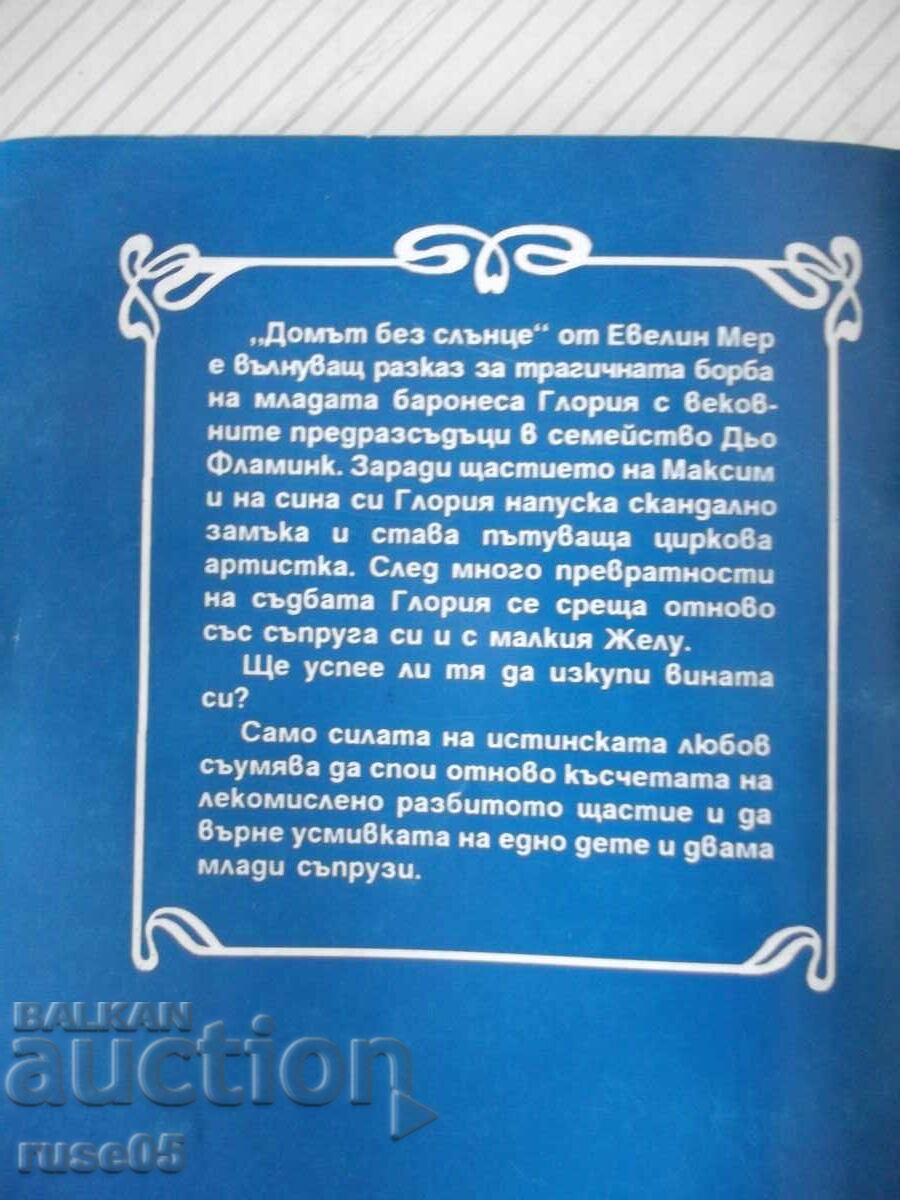 „Домът без слънце“ от Евелин Мер
е вълнуващ разказ за трагичната борба
на младата баронеса Глория с веков-
ните предразсъдъци в семейство Дьо
Фламинк. Заради щастието на Максим
и на сина си Глория напуска скандално
замъка и става пътуваща циркова
артистка. След много превратности
на съдбата Глория се среща отново
със съпруга си и с малкия Желу.
Ще успее ли тя да изкупи вината
си?
Само силата на истинската любов
съумява да спои отново късчетата на
лекомислено разбитото щастие и да
върне усмивката на едно дете и двама
млади съпрузи.
BALKAN
auction
ruse05